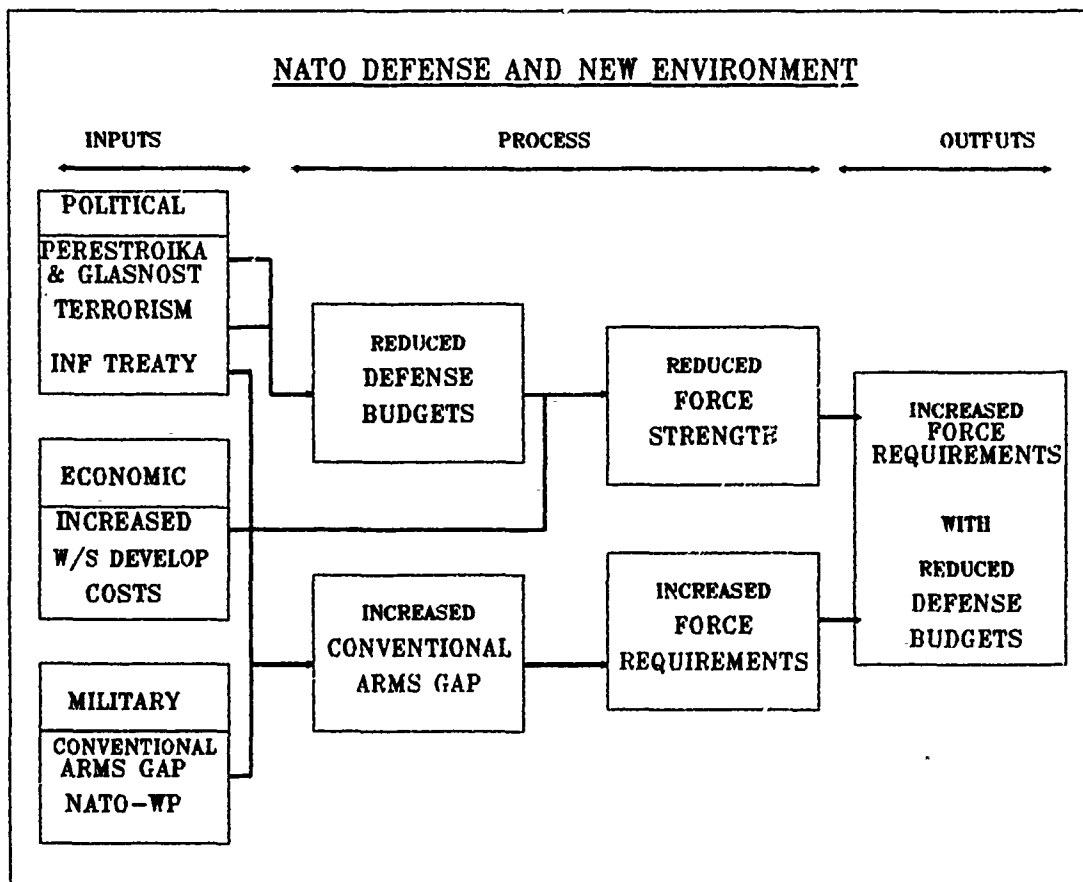 NATO DEFENSE AND NEW ENVIRONMENT
INPUTS
PROCESS
OUTPUTS
POLITICAL
PERESTROIKA
& GLASNOST
TERRORISM
INF TREATY
ECONOMIC
INCREASED
W/S DEVELOP
COSTS
MILITARY
CONVENTIONAL
ARMS GAP
NATO-WP
REDUCED
DEFENSE
BUDGETS
INCREASED
CONVENTIONAL
ARMS GAP
REDUCED
FORCE
STRENGTH
INCREASED
FORCE
REQUIREMENTS
INCREASED
FORCE
REQUIREMENTS
WITH
REDUCED
DEFENSE
BUDGETS